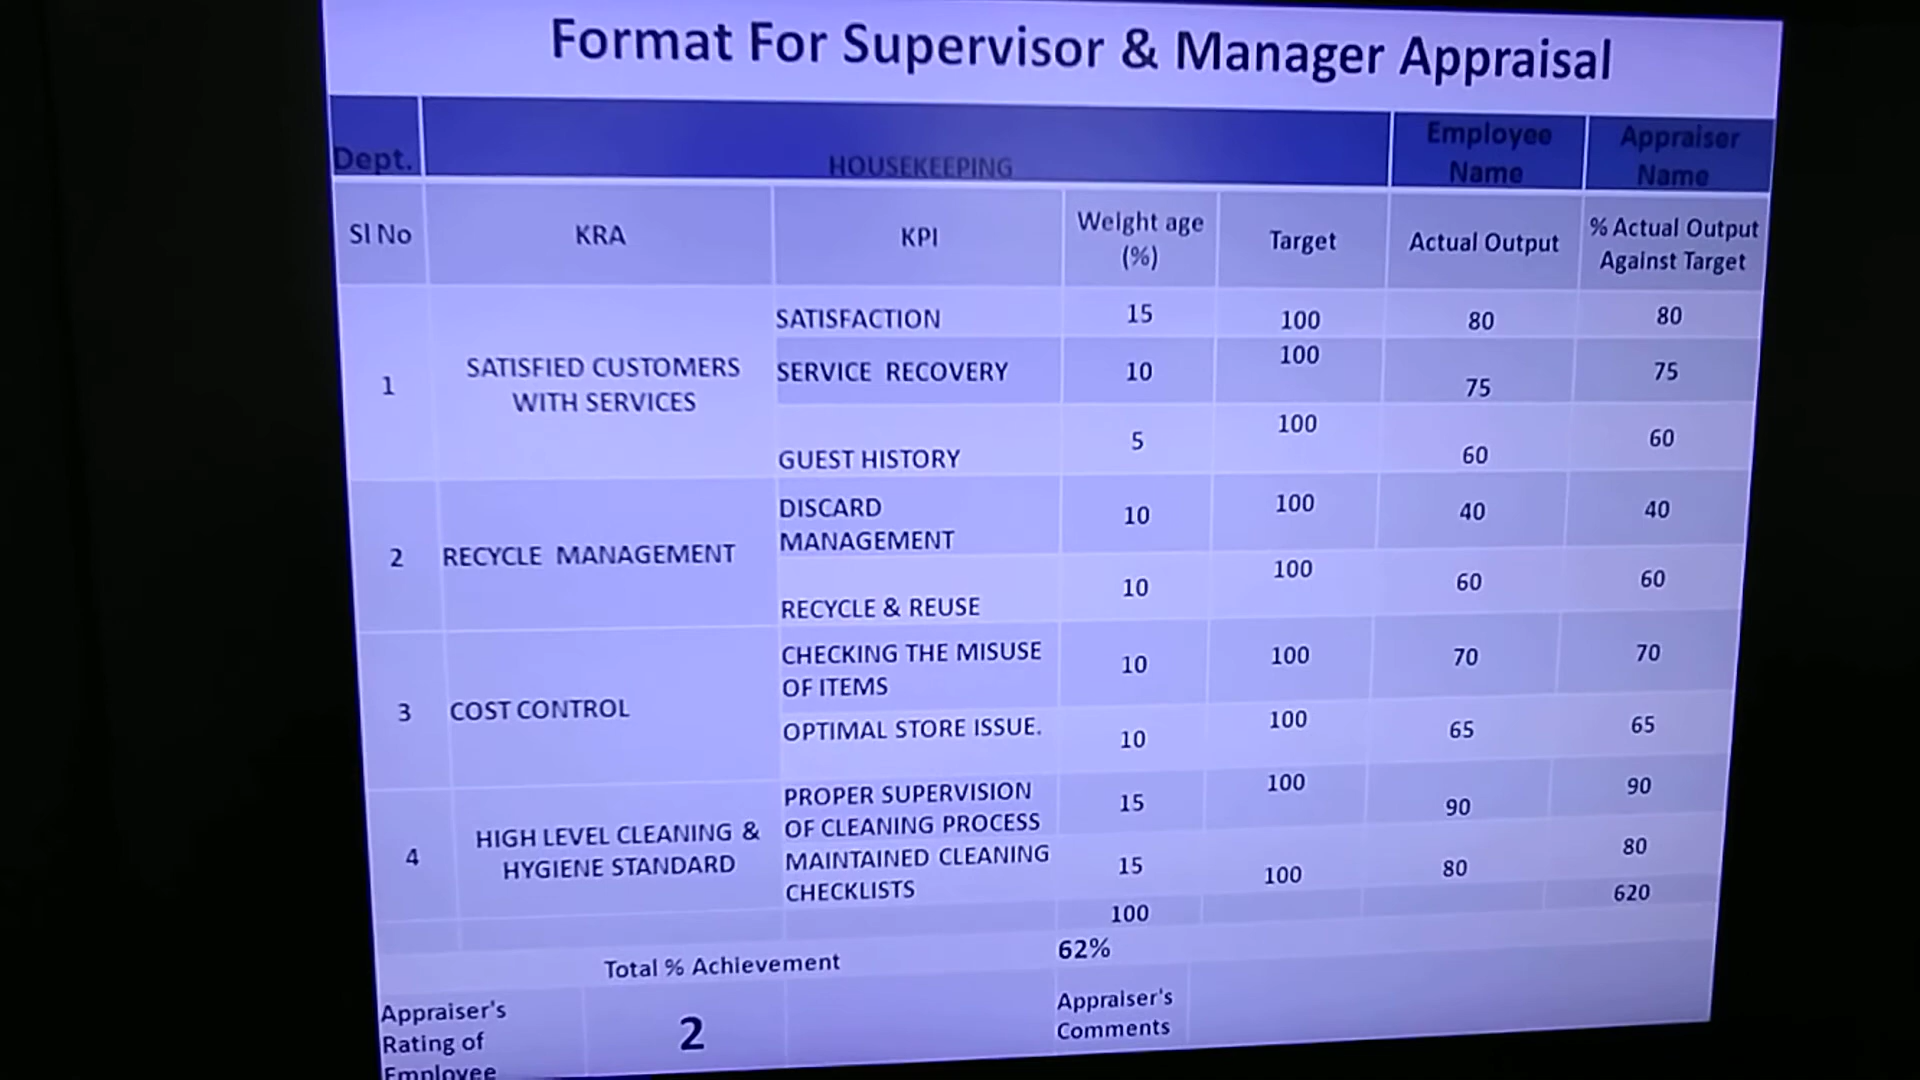 Format For Supervisor & Manager Appraisal
Dept. HOUSEKEEPING Employee Name Appraiser Name
Sl No KRA KPI Weight age (%) Target Actual Output % Actual Output Against Target
1 SATISFIED CUSTOMERS WITH SERVICES SATISFACTION 15 100 80 80
SERVICE RECOVERY 10 100 75 75
GUEST HISTORY 5 100 60 60
2 RECYCLE MANAGEMENT DISCARD MANAGEMENT 10 100 40 40
RECYCLE & REUSE 10 100 60 60
3 COST CONTROL CHECKING THE MISUSE OF ITEMS 10 100 70 70
OPTIMAL STORE ISSUE. 10 100 65 65
4 HIGH LEVEL CLEANING & HYGIENE STANDARD PROPER SUPERVISION OF CLEANING PROCESS 15 100 90 90
MAINTAINED CLEANING CHECKLISTS 15 100 80 80
100 620
Total % Achievement 62%
Appraiser's Rating of Employee 2 Appraiser's Comments